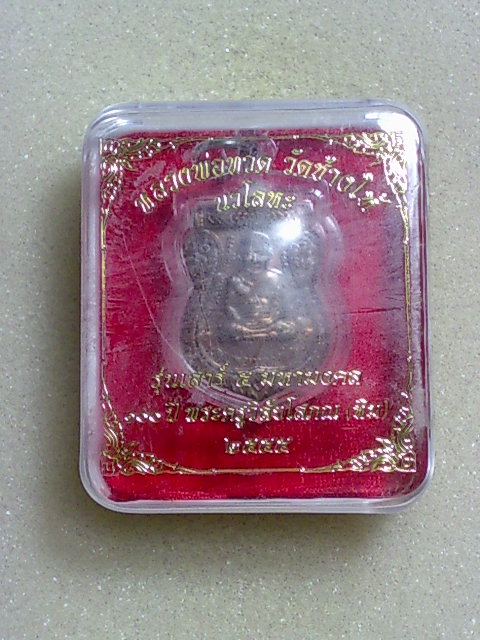 หลวงพ่อทวด วัดช้างให้
นวโลหะ
รุ่นเสาร์ ๕ มหามงคล
๑๐๐ ปี พระครูวิสัยโสภณ (ทิม)
๒๕๕๕